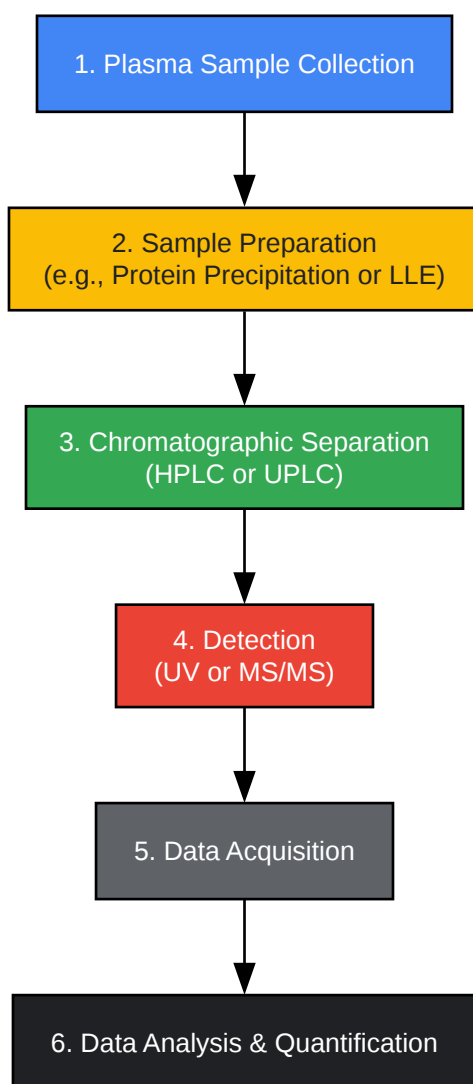 1. Plasma Sample Collection
2. Sample Preparation
(e.g., Protein Precipitation or LLE)
3. Chromatographic Separation
(HPLC or UPLC)
4. Detection
(UV or MS/MS)
5. Data Acquisition
6. Data Analysis & Quantification